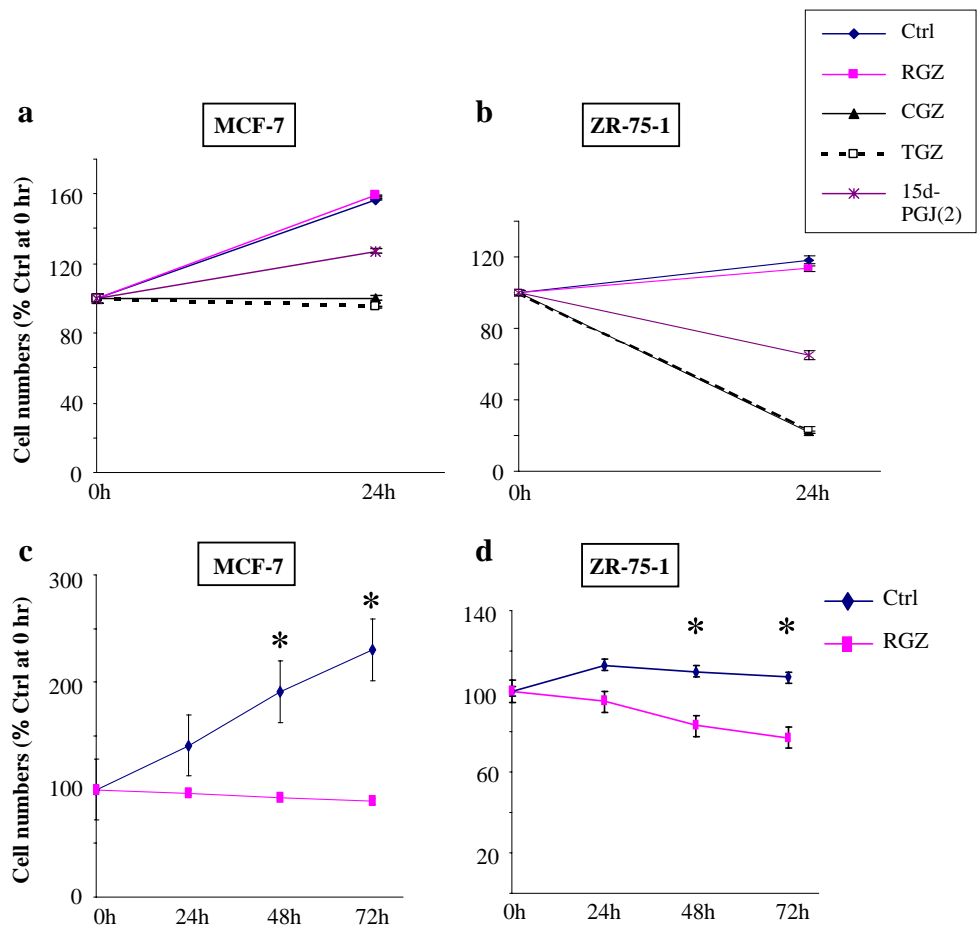 Ctrl
RGZ
CGZ
TGZ
15d-
PGJ(2)
a
MCF-7
b
ZR-75-1
Cell numbers (% Ctrl at 0 hr)
160
120
80
40
0
0h
24h
120
80
40
0
0h
24h
c
MCF-7
d
ZR-75-1
Ctrl
RGZ
Cell numbers (% Ctrl at 0 hr)
300
200
100
0
*
*
0h
24h
48h
72h
140
100
60
20
*
*
0h
24h
48h
72h